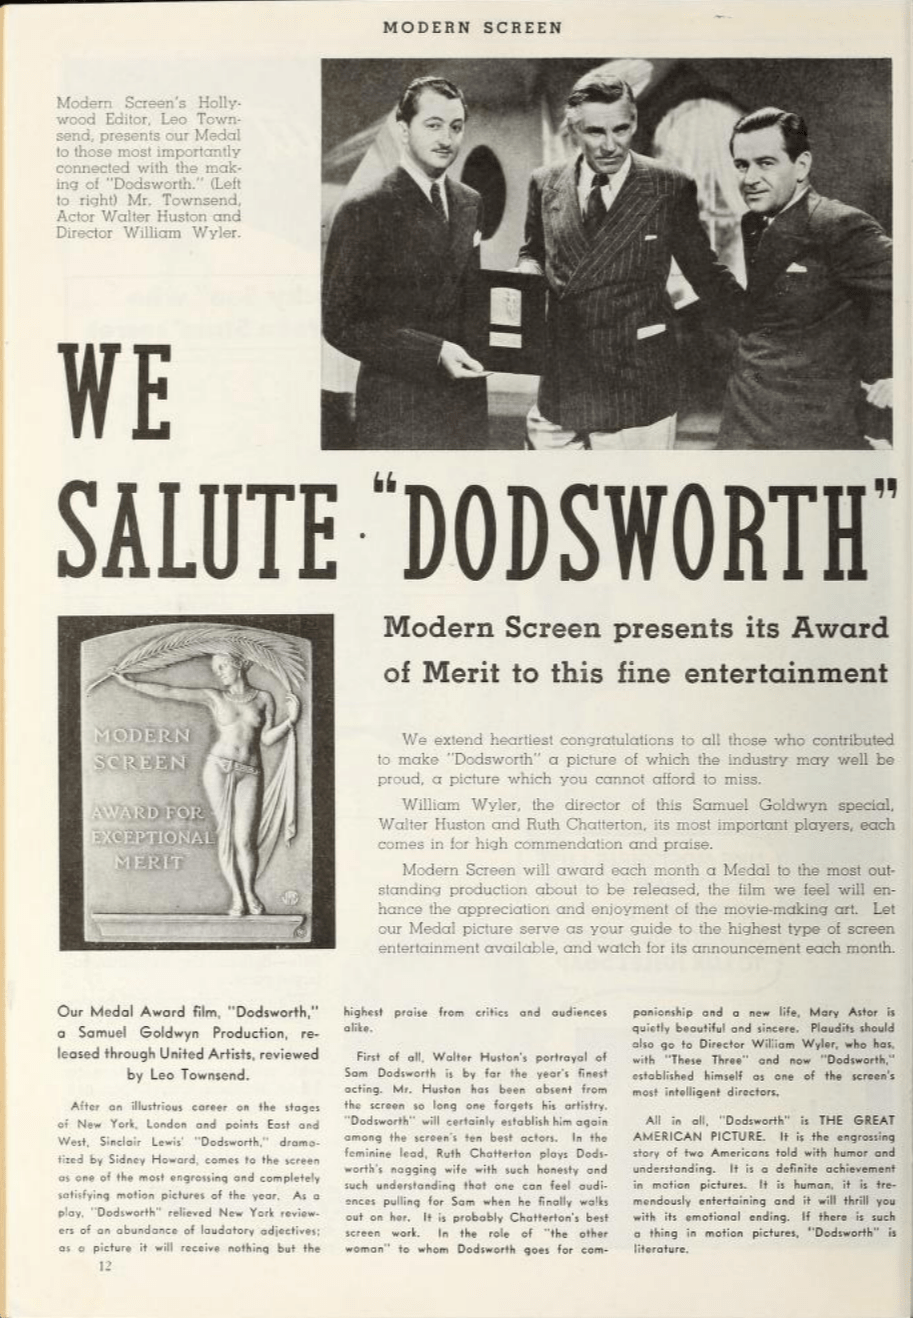 MODERN SCREEN
Modern Screen's Holly-
wood Editor, Leo Town-
send, presents our Medal
to those most importantly
connected with the mak-
ing of "Dodsworth." (Left
to right) Mr. Townsend,
Actor Walter Huston and
Director William Wyler.
WE
SALUTE · "DODSWORTH"
MODERN
SCREEN
AWARD FOR
EXCEPTIONAL
MERIT
Modern Screen presents its Award
of Merit to this fine entertainment
We extend heartiest congratulations to all those who contributed
to make "Dodsworth" a picture of which the industry may well be
proud, a picture which you cannot afford to miss.
William Wyler, the director of this Samuel Goldwyn special,
Walter Huston and Ruth Chatterton, its most important players, each
comes in for high commendation and praise.
Modern Screen will award each month a Medal to the most out-
standing production about to be released, the film we feel will en-
hance the appreciation and enjoyment of the movie-making art. Let
our Medal picture serve as your guide to the highest type of screen
entertainment available, and watch for its announcement each month.
Our Medal Award film, "Dodsworth,"
a Samuel Goldwyn Production, re-
leased through United Artists, reviewed
by Leo Townsend.
After an illustrious career on the stages
of New York, London and points East and
West, Sinclair Lewis' "Dodsworth," drama-
tized by Sidney Howard, comes to the screen
as one of the most engrossing and completely
satisfying motion pictures of the year. As a
play, "Dodsworth" relieved New York review-
ers of an abundance of laudatory adjectives;
as a picture it will receive nothing but the
highest praise from critics and audiences
alike.
First of all, Walter Huston's portrayal of
Sam Dodsworth is by far the year's finest
acting. Mr. Huston has been absent from
the screen so long one forgets his artistry.
"Dodsworth" will certainly establish him again
among the screen's ten best actors. In the
feminine lead, Ruth Chatterton plays Dods-
worth's nagging wife with such honesty and
such understanding that one can feel audi-
ences pulling for Sam when he finally walks
out on her. It is probably Chatterton's best
screen work. In the role of "the other
woman" to whom Dodsworth goes for com-
panionship and a new life, Mary Astor is
quietly beautiful and sincere. Plaudits should
also go to Director William Wyler, who has,
with "These Three" and now "Dodsworth,"
established himself as one of the screen's
most intelligent directors.
All in all, "Dodsworth" is THE GREAT
AMERICAN PICTURE. It is the engrossing
story of two Americans told with humor and
understanding. It is a definite achievement
in motion pictures. It is human, it is tre-
mendously entertaining and it will thrill you
with its emotional ending. If there is such
a thing in motion pictures, "Dodsworth" is
literature.
12